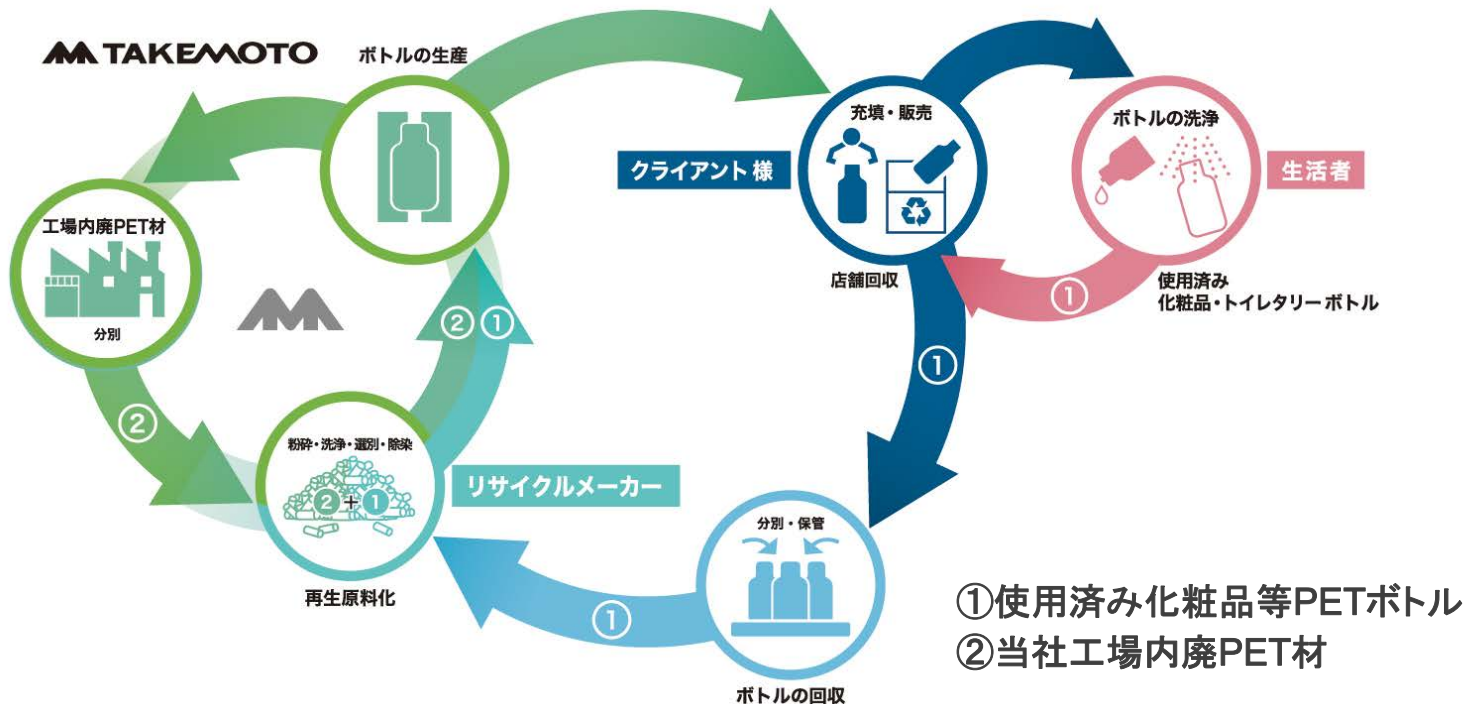 TAKEMOTO
ボトルの生産
充填・販売
ボトルの洗浄
クライアント様
生活者
工場内廃PET材
分別
店舗回収
使用済み
化粧品・トイレタリーボトル
①
② ①
①
②
粉砕・洗浄・選別・除染
② + ①
リサイクルメーカー
再生原料化
分別・保管
①
ボトルの回収
①使用済み化粧品等PETボトル
②当社工場内廃PET材